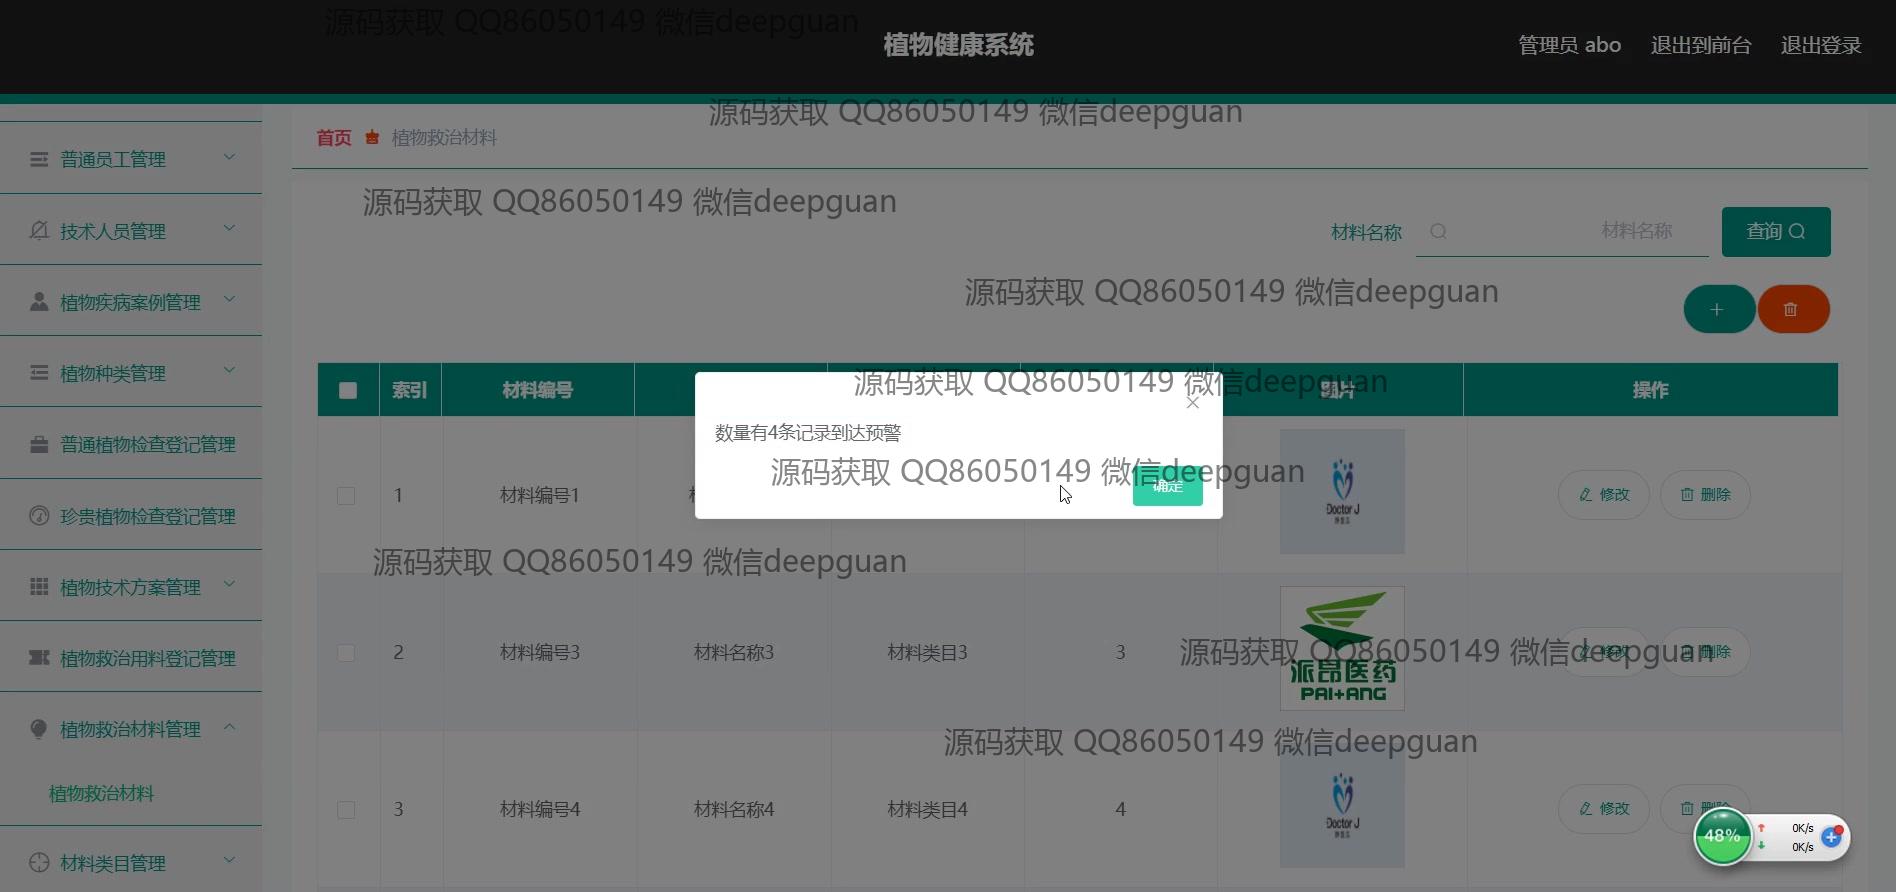 源码获取 QQ86050149 微信deepguan
植物健康系统
管理员 abo 退出到前台 退出登录
源码获取 QQ86050149 微信deepguan
首页 植物救治材料
普通员工管理
源码获取 QQ86050149 微信deepguan
技术人员管理
材料名称 材料名称 查询
源码获取 QQ86050149 微信deepguan
植物疾病案例管理
植物种类管理
源码获取 QQ86050149 微信deepguan
索引 材料编号 图片 操作
数量有4条记录到达预警
普通植物检查登记管理
源码获取 QQ86050149 微信deepguan
确定
1 材料编号1 修改 删除
Doctor J
珍贵植物检查登记管理
源码获取 QQ86050149 微信deepguan
植物技术方案管理
2 材料编号3 材料名称3 材料类目3 3 修改 删除
源码获取 QQ86050149 微信deepguan
派昂医药
PAI+ANG
植物救治用料登记管理
植物救治材料管理
源码获取 QQ86050149 微信deepguan
植物救治材料
3 材料编号4 材料名称4 材料类目4 4 修改 删除
Doctor J
48% 0K/s
0K/s
材料类目管理